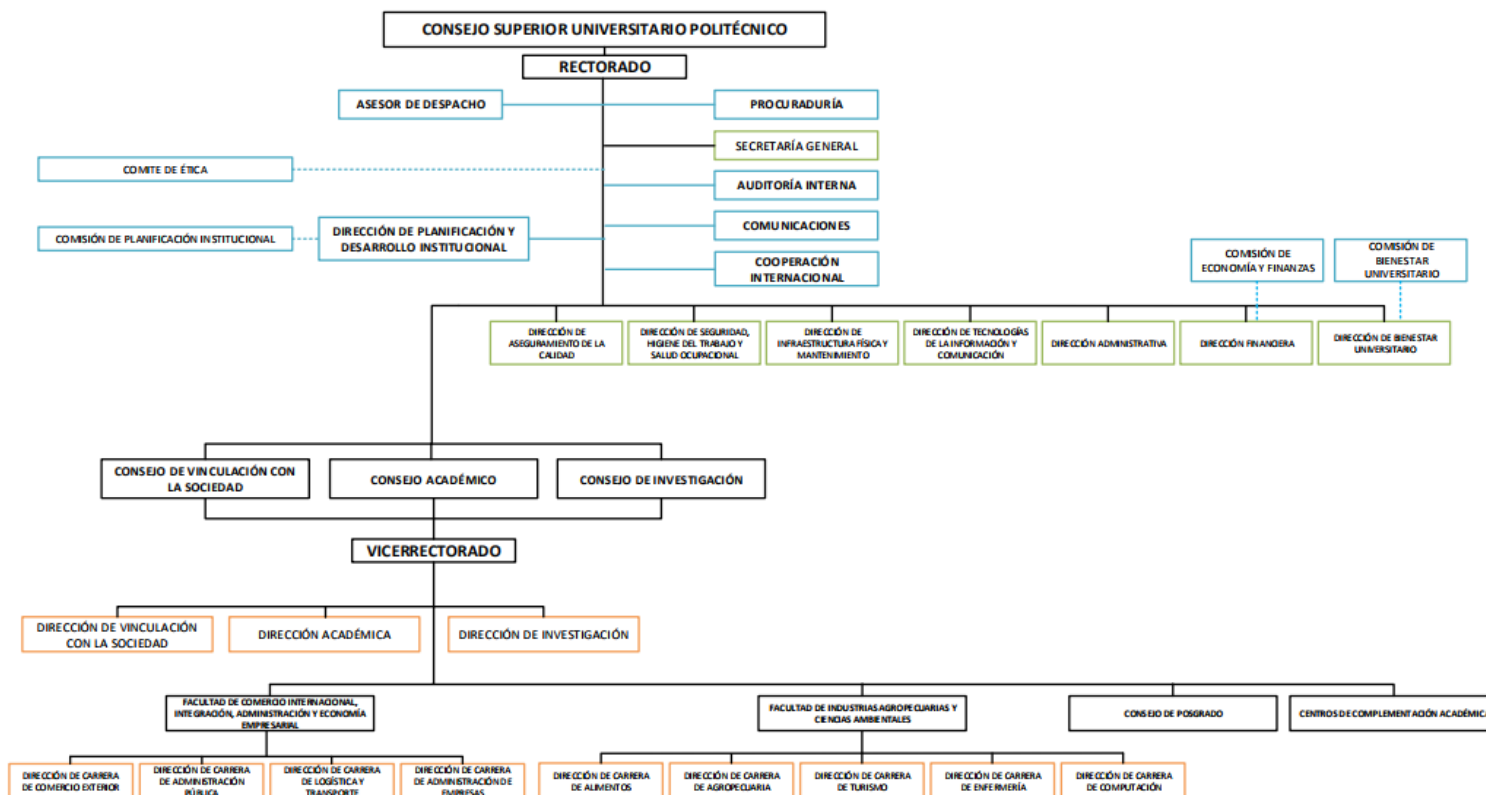 CONSEJO SUPERIOR UNIVERSITARIO POLITÉCNICO
RECTORADO
ASESOR DE DESPACHO
PROCURADURÍA
SECRETARÍA GENERAL
COMITE DE ÉTICA
AUDITORÍA INTERNA
COMISIÓN DE PLANIFICACIÓN INSTITUCIONAL
DIRECCIÓN DE PLANIFICACIÓN Y
DESARROLLO INSTITUCIONAL
COMUNICACIONES
COOPERACIÓN
INTERNACIONAL
COMISIÓN DE
ECONOMÍA Y FINANZAS
COMISIÓN DE
BIENESTAR
UNIVERSITARIO
DIRECCIÓN DE
ASEGURAMIENTO DE LA
CALIDAD
DIRECCIÓN DE SEGURIDAD,
HIGIENE DEL TRABAJO Y
SALUD OCUPACIONAL
DIRECCIÓN DE
INFRAESTRUCTURA FÍSICA Y
MANTENIMIENTO
DIRECCIÓN DE TECNOLOGÍAS
DE LA INFORMACIÓN Y
COMUNICACIÓN
DIRECCIÓN ADMINISTRATIVA
DIRECCIÓN FINANCIERA
DIRECCIÓN DE BIENESTAR
UNIVERSITARIO
CONSEJO DE VINCULACIÓN CON
LA SOCIEDAD
CONSEJO ACADÉMICO
CONSEJO DE INVESTIGACIÓN
VICERRECTORADO
DIRECCIÓN DE VINCULACIÓN
CON LA SOCIEDAD
DIRECCIÓN ACADÉMICA
DIRECCIÓN DE INVESTIGACIÓN
FACULTAD DE COMERCIO INTERNACIONAL,
INTEGRACIÓN, ADMINISTRACIÓN Y ECONOMÍA
EMPRESARIAL
FACULTAD DE INDUSTRIAS AGROPECUARIAS Y
CIENCIAS AMBIENTALES
CONSEJO DE POSGRADO
CENTROS DE COMPLEMENTACIÓN ACADÉMICA
DIRECCIÓN DE CARRERA
DE COMERCIO EXTERIOR
DIRECCIÓN DE CARRERA
DE ADMINISTRACIÓN
PÚBLICA
DIRECCIÓN DE CARRERA
DE LOGÍSTICA Y
TRANSPORTE
DIRECCIÓN DE CARRERA
DE ADMINISTRACIÓN DE
EMPRESAS
DIRECCIÓN DE CARRERA
DE ALIMENTOS
DIRECCIÓN DE CARRERA
DE AGROPECUARIA
DIRECCIÓN DE CARRERA
DE TURISMO
DIRECCIÓN DE CARRERA
DE ENFERMERÍA
DIRECCIÓN DE CARRERA
DE COMPUTACIÓN